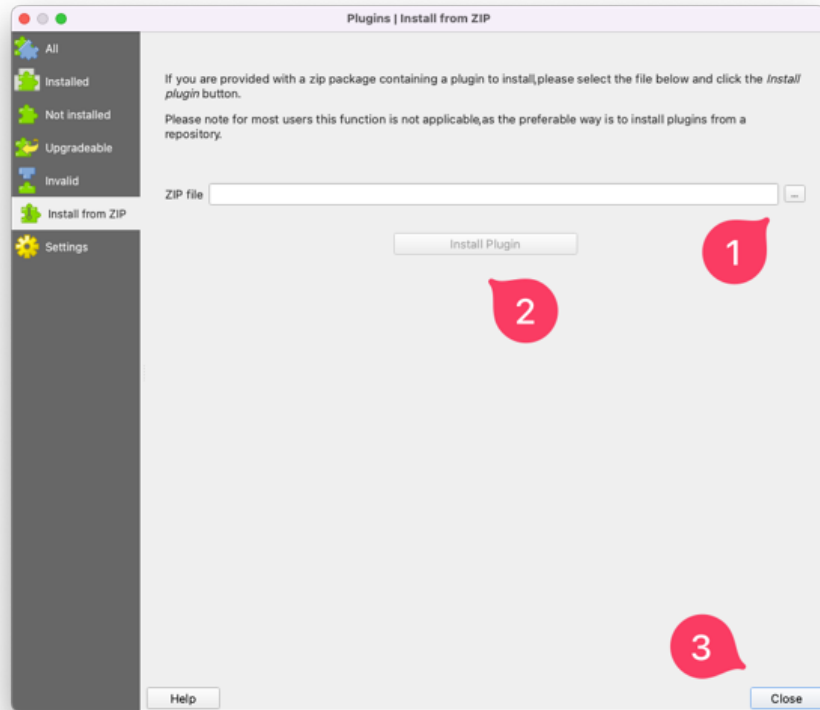 Plugins | Install from ZIP
All
Installed
Not installed
Upgradeable
Invalid
Install from ZIP
Settings
If you are provided with a zip package containing a plugin to install,please select the file below and click the Install
plugin button.
Please note for most users this function is not applicable,as the preferable way is to install plugins from a
repository.
ZIP file
...
Install Plugin
1
2
3
Help
Close